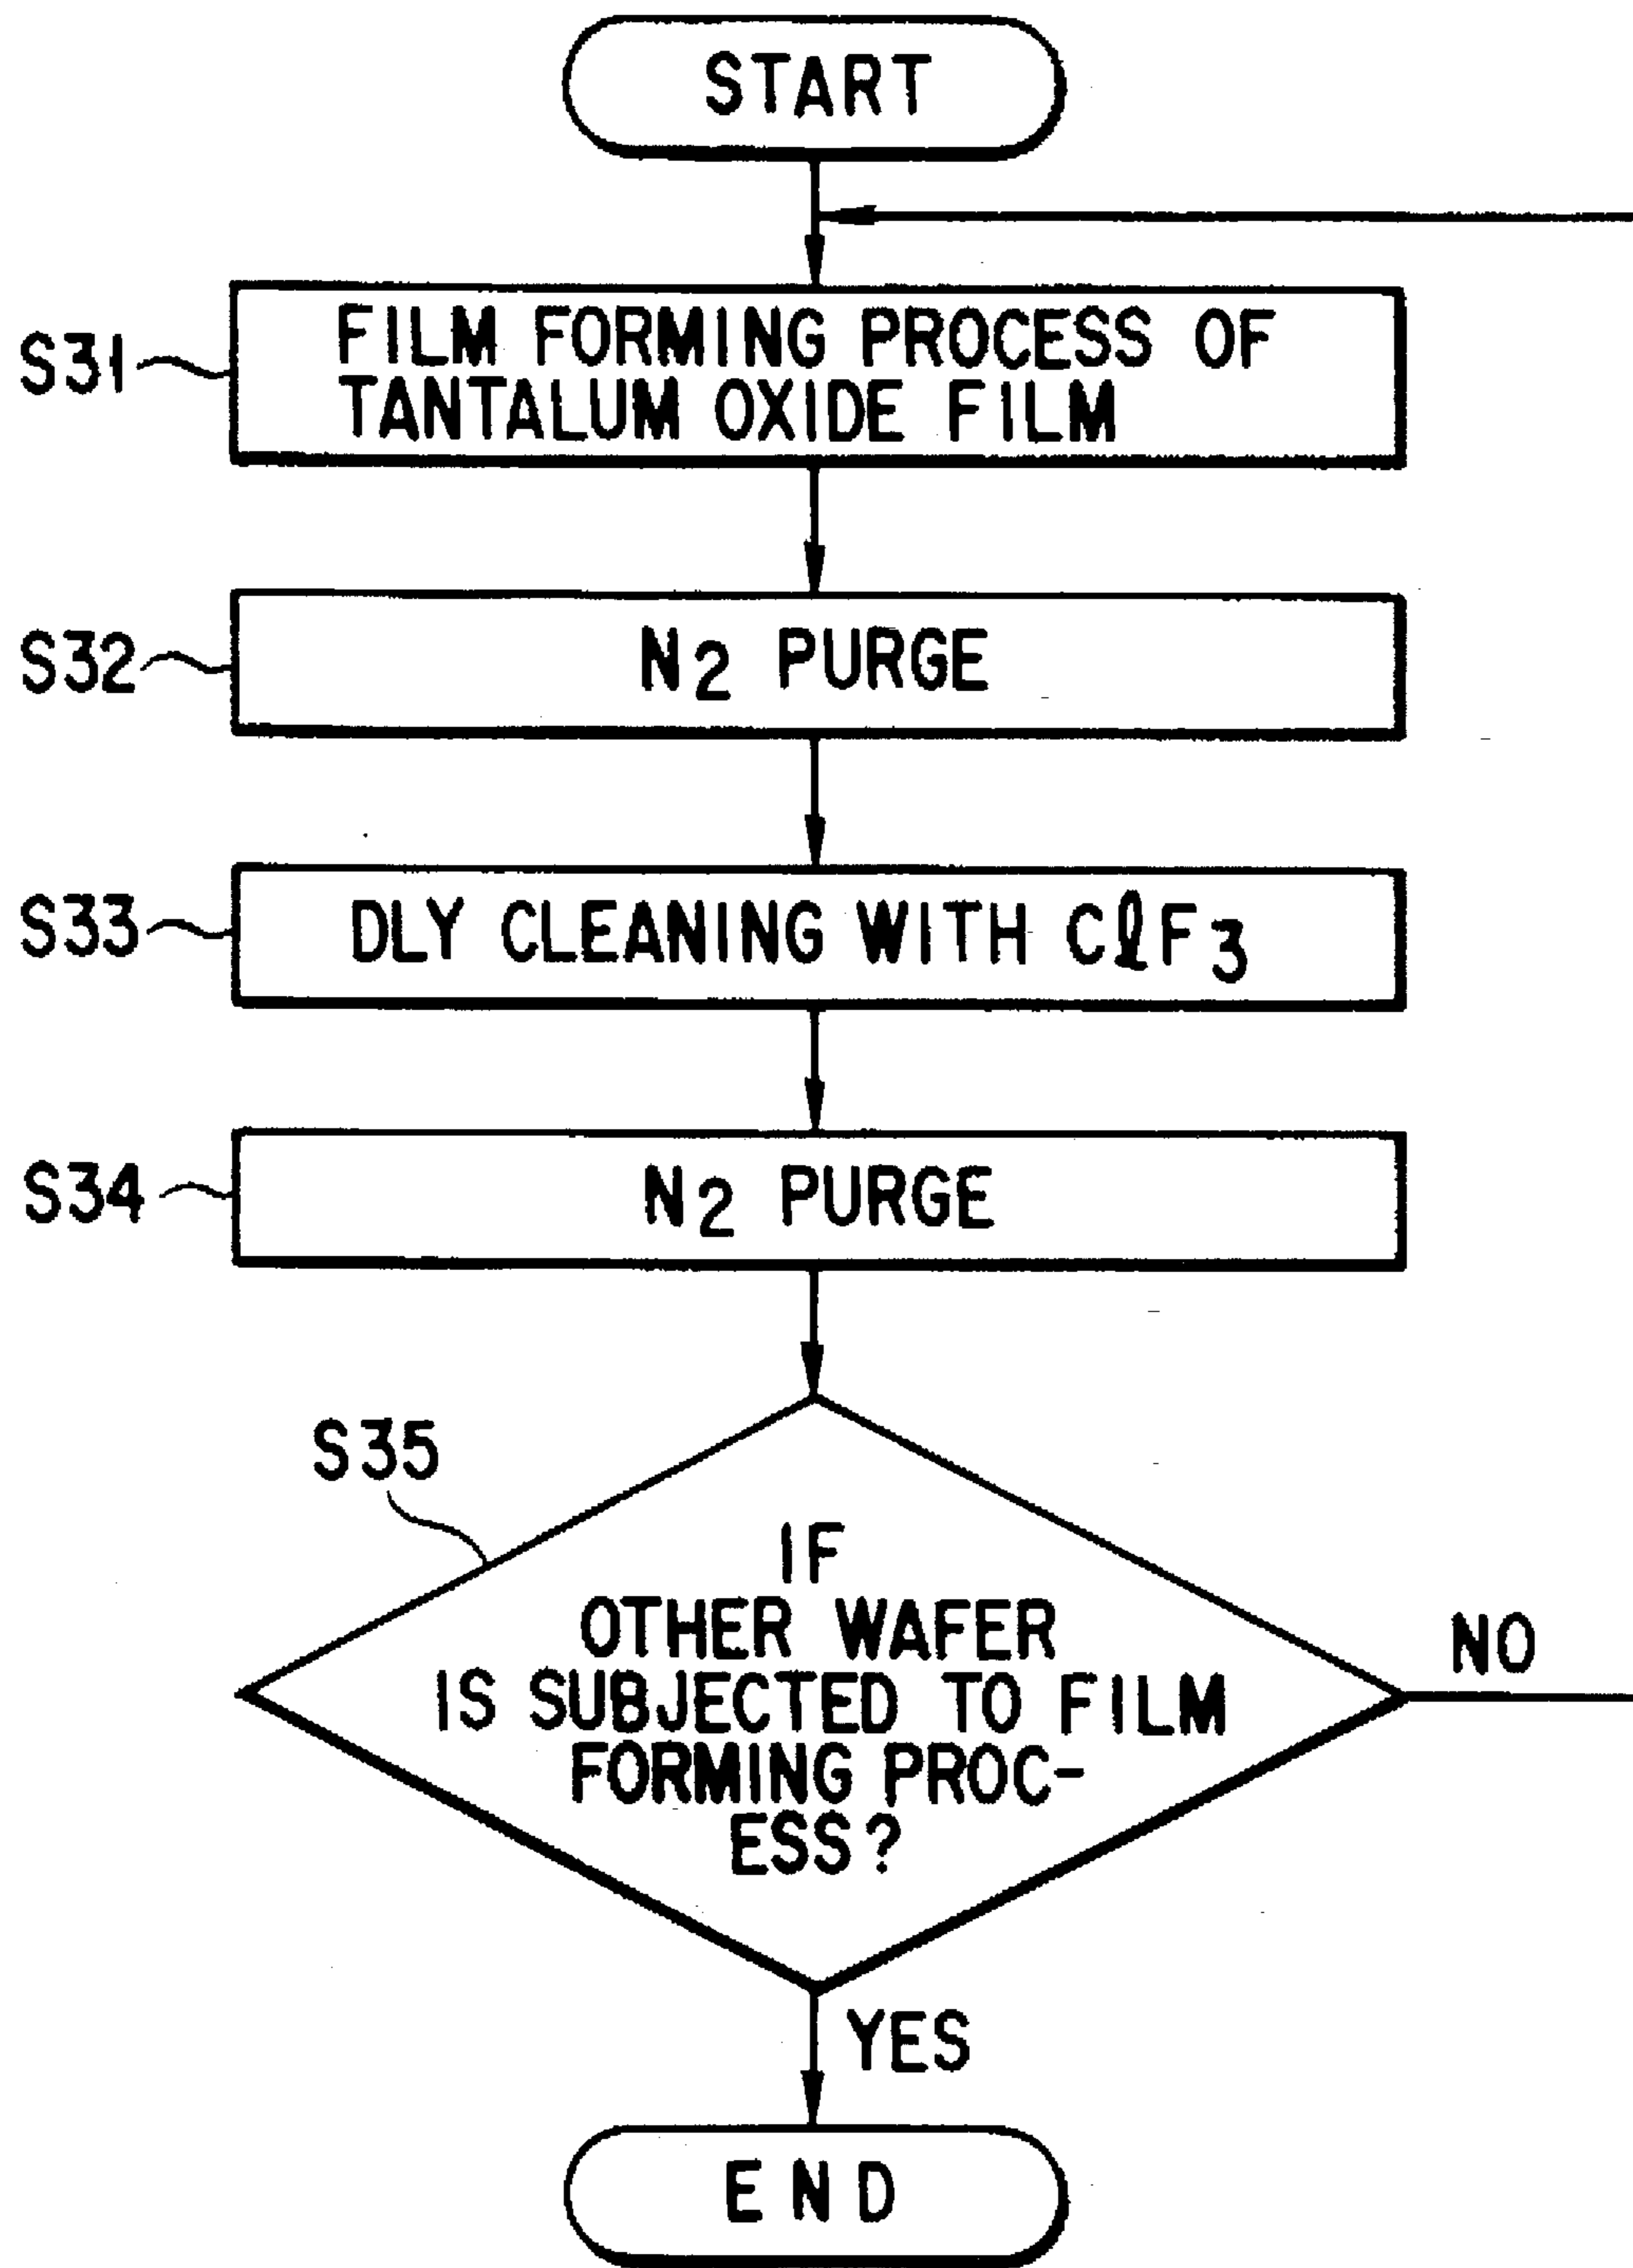 START
S31
FILM FORMING PROCESS OF
TANTALUM OXIDE FILM
S32
N2 PURGE
S33
DLY CLEANING WITH ClF3
S34
N2 PURGE
S35
IF
OTHER WAFER
IS SUBJECTED TO FILM
FORMING PROC-
ESS?
NO
YES
END